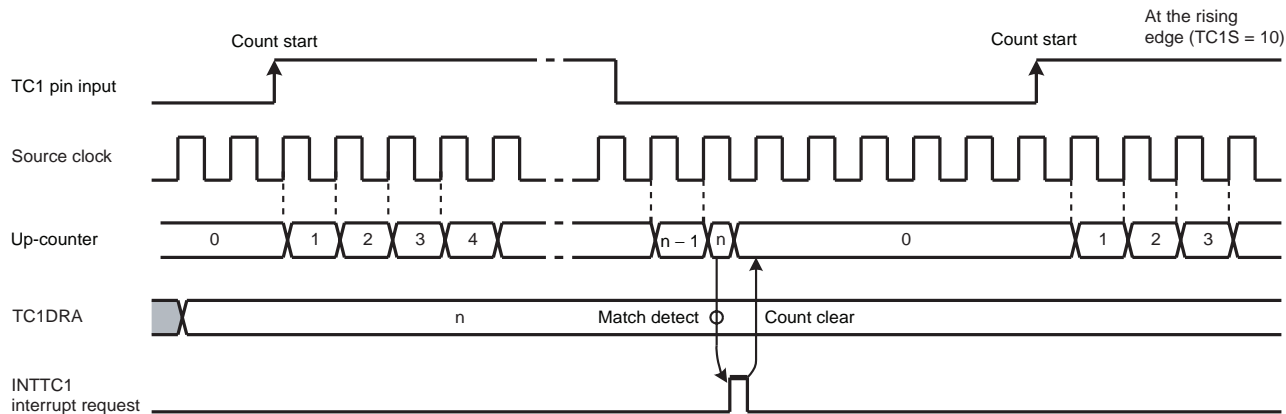 At the rising
edge (TC1S = 10)
Count start
Count start
TC1 pin input
Source clock
Up-counter
0
1
2
3
4
n – 1
n
0
1
2
3
TC1DRA
n
Match detect
Count clear
INTTC1
interrupt request